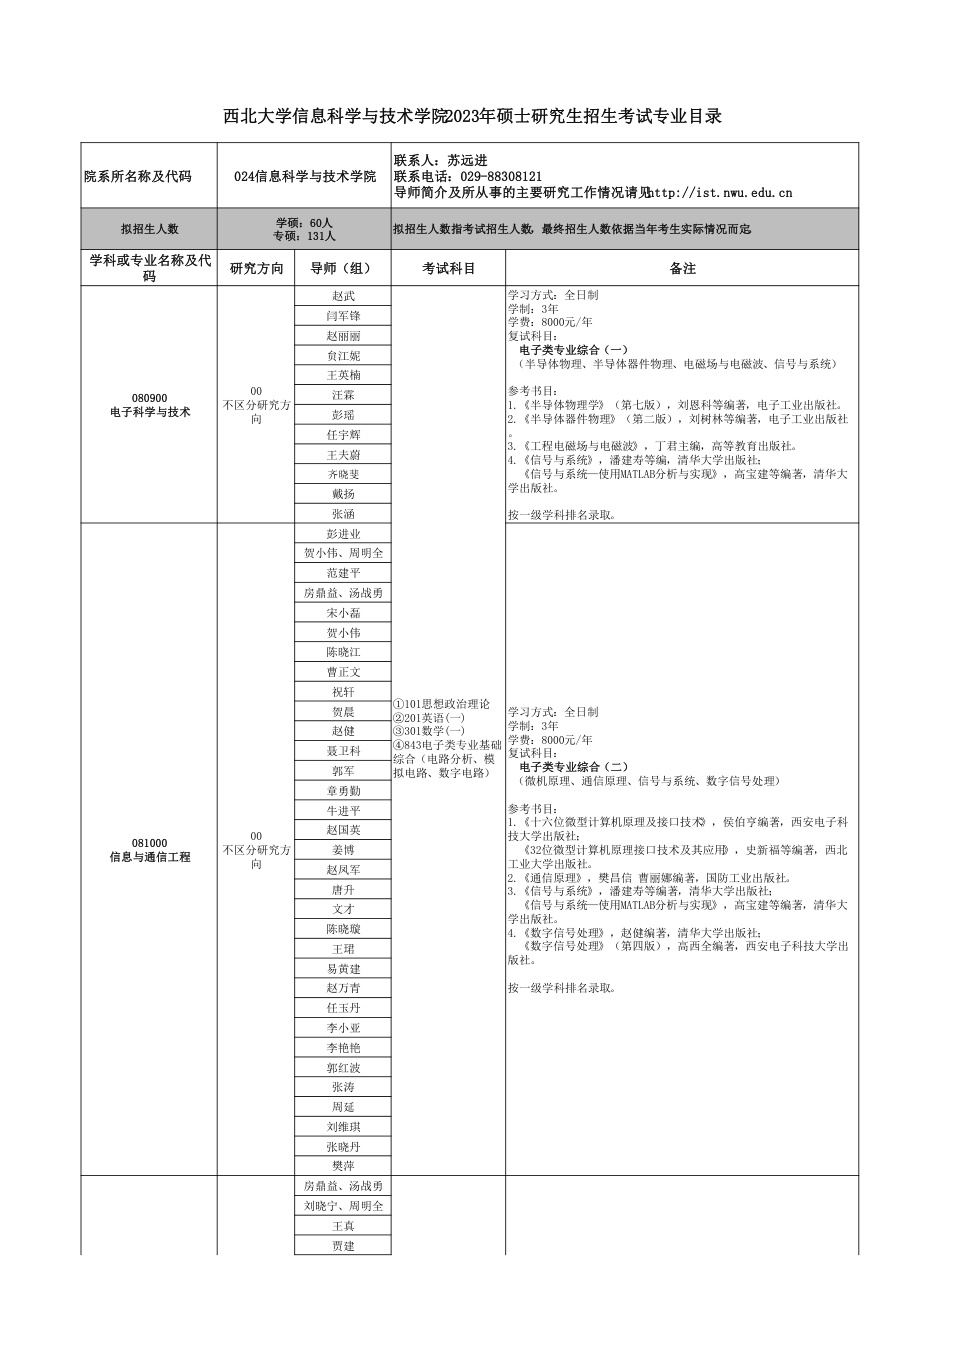 西北大学信息科学与技术学院2023年硕士研究生招生考试专业目录
院系所名称及代码
024信息科学与技术学院
联系人：苏远进
联系电话：029-88308121
导师简介及所从事的主要研究工作情况请见http://ist.nwu.edu.cn
拟招生人数
学硕：60人
专硕：131人
拟招生人数指考试招生人数，最终招生人数依据当年考生实际情况而定。
学科或专业名称及代
码
研究方向
导师（组）
考试科目
备注
080900
电子科学与技术
00
不区分研究方
向
赵武
闫军锋
赵丽丽
贠江妮
王英楠
汪霖
彭瑶
任宇辉
王夫蔚
齐晓斐
戴扬
张涵
学习方式：全日制
学制：3年
学费：8000元/年
复试科目：
电子类专业综合（一）
（半导体物理、半导体器件物理、电磁场与电磁波、信号与系统）
参考书目：
1.《半导体物理学》（第七版），刘恩科等编著，电子工业出版社。
2.《半导体器件物理》（第二版），刘树林等编著，电子工业出版社
。
3.《工程电磁场与电磁波》，丁君主编，高等教育出版社。
4.《信号与系统》，潘建寿等编，清华大学出版社；
《信号与系统—使用MATLAB分析与实现》，高宝建等编著，清华大
学出版社。
按一级学科排名录取。
081000
信息与通信工程
00
不区分研究方
向
彭进业
贺小伟、周明全
范建平
房鼎益、汤战勇
宋小磊
贺小伟
陈晓江
曹正文
祝轩
贺晨
赵健
聂卫科
郭军
章勇勤
牛进平
赵国英
姜博
赵凤军
唐升
文才
陈晓璇
王珺
易黄建
赵万青
任玉丹
李小亚
李艳艳
郭红波
张涛
周延
刘维琪
张晓丹
樊萍
①101思想政治理论
②201英语(一)
③301数学(一)
④843电子类专业基础
综合（电路分析、模
拟电路、数字电路）
学习方式：全日制
学制：3年
学费：8000元/年
复试科目：
电子类专业综合（二）
（微机原理、通信原理、信号与系统、数字信号处理）
参考书目：
1.《十六位微型计算机原理及接口技术》，侯伯亨编著，西安电子科
技大学出版社；
《32位微型计算机原理接口技术及其应用》，史新福等编著，西北
工业大学出版社。
2.《通信原理》，樊昌信 曹丽娜编著，国防工业出版社。
3.《信号与系统》，潘建寿等编著，清华大学出版社；
《信号与系统—使用MATLAB分析与实现》，高宝建等编著，清华大
学出版社。
4.《数字信号处理》，赵健编著，清华大学出版社；
《数字信号处理》（第四版），高西全编著，西安电子科技大学出
版社。
按一级学科排名录取。
房鼎益、汤战勇
刘晓宁、周明全
王真
贾建